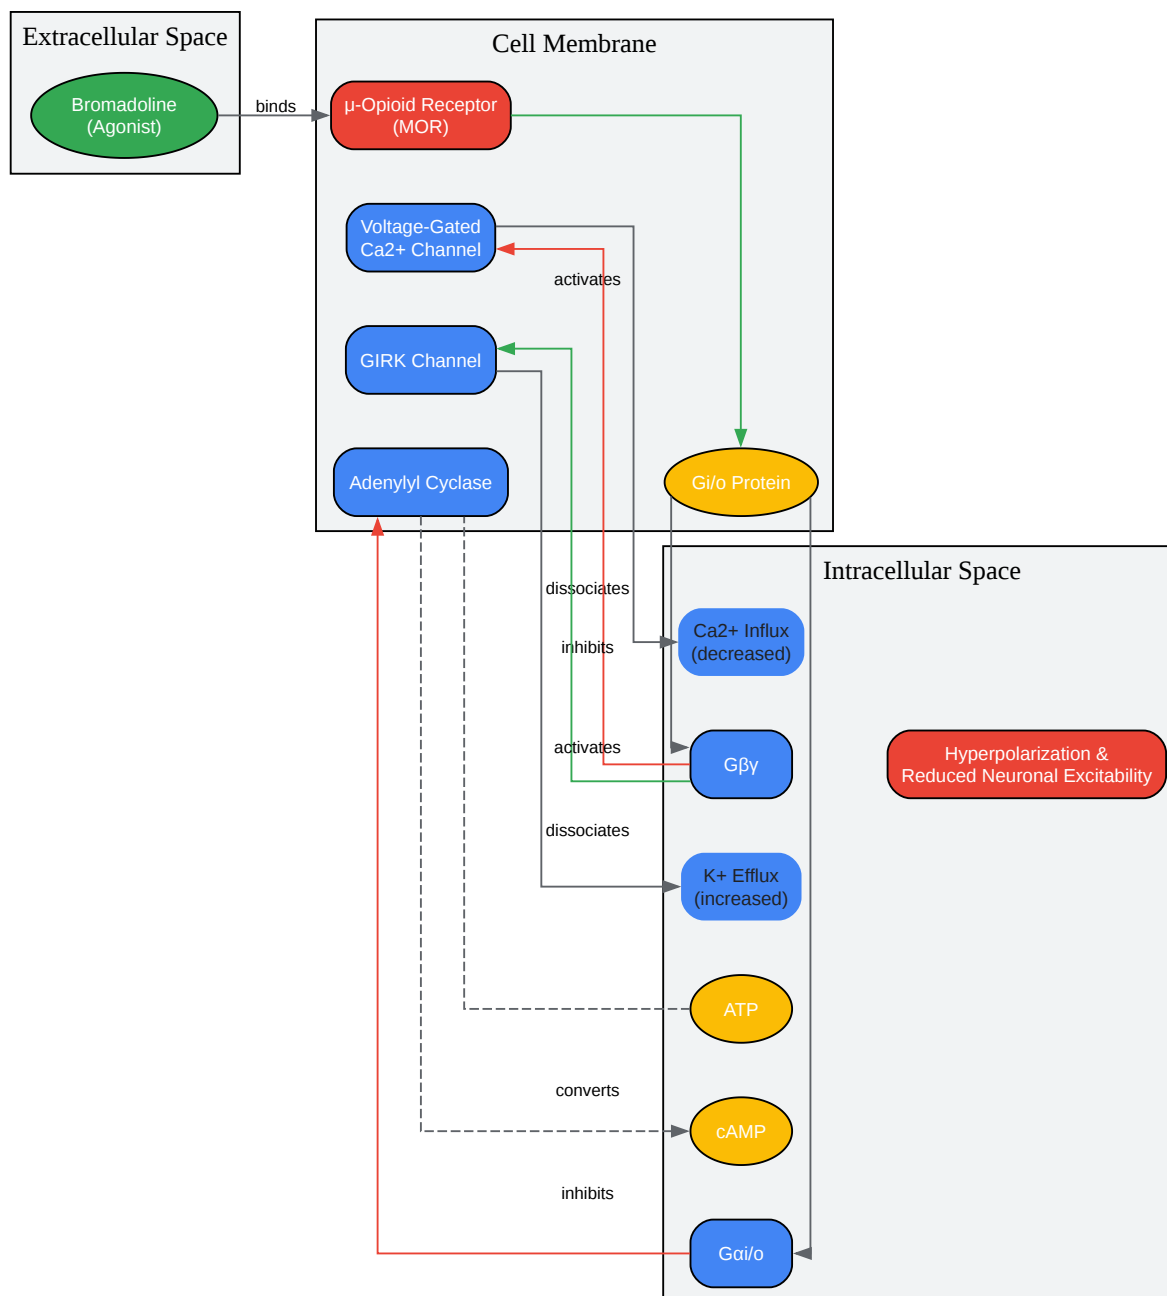 Extracellular Space
Cell Membrane
Bromadoline
(Agonist)
binds
μ-Opioid Receptor
(MOR)
Voltage-Gated
Ca2+ Channel
activates
GIRK Channel
Adenylyl Cyclase
Gi/o Protein
Intracellular Space
dissociates
Ca2+ Influx
(decreased)
inhibits
activates
Gβγ
Hyperpolarization &
Reduced Neuronal Excitability
dissociates
K+ Efflux
(increased)
ATP
converts
cAMP
inhibits
Gαi/o